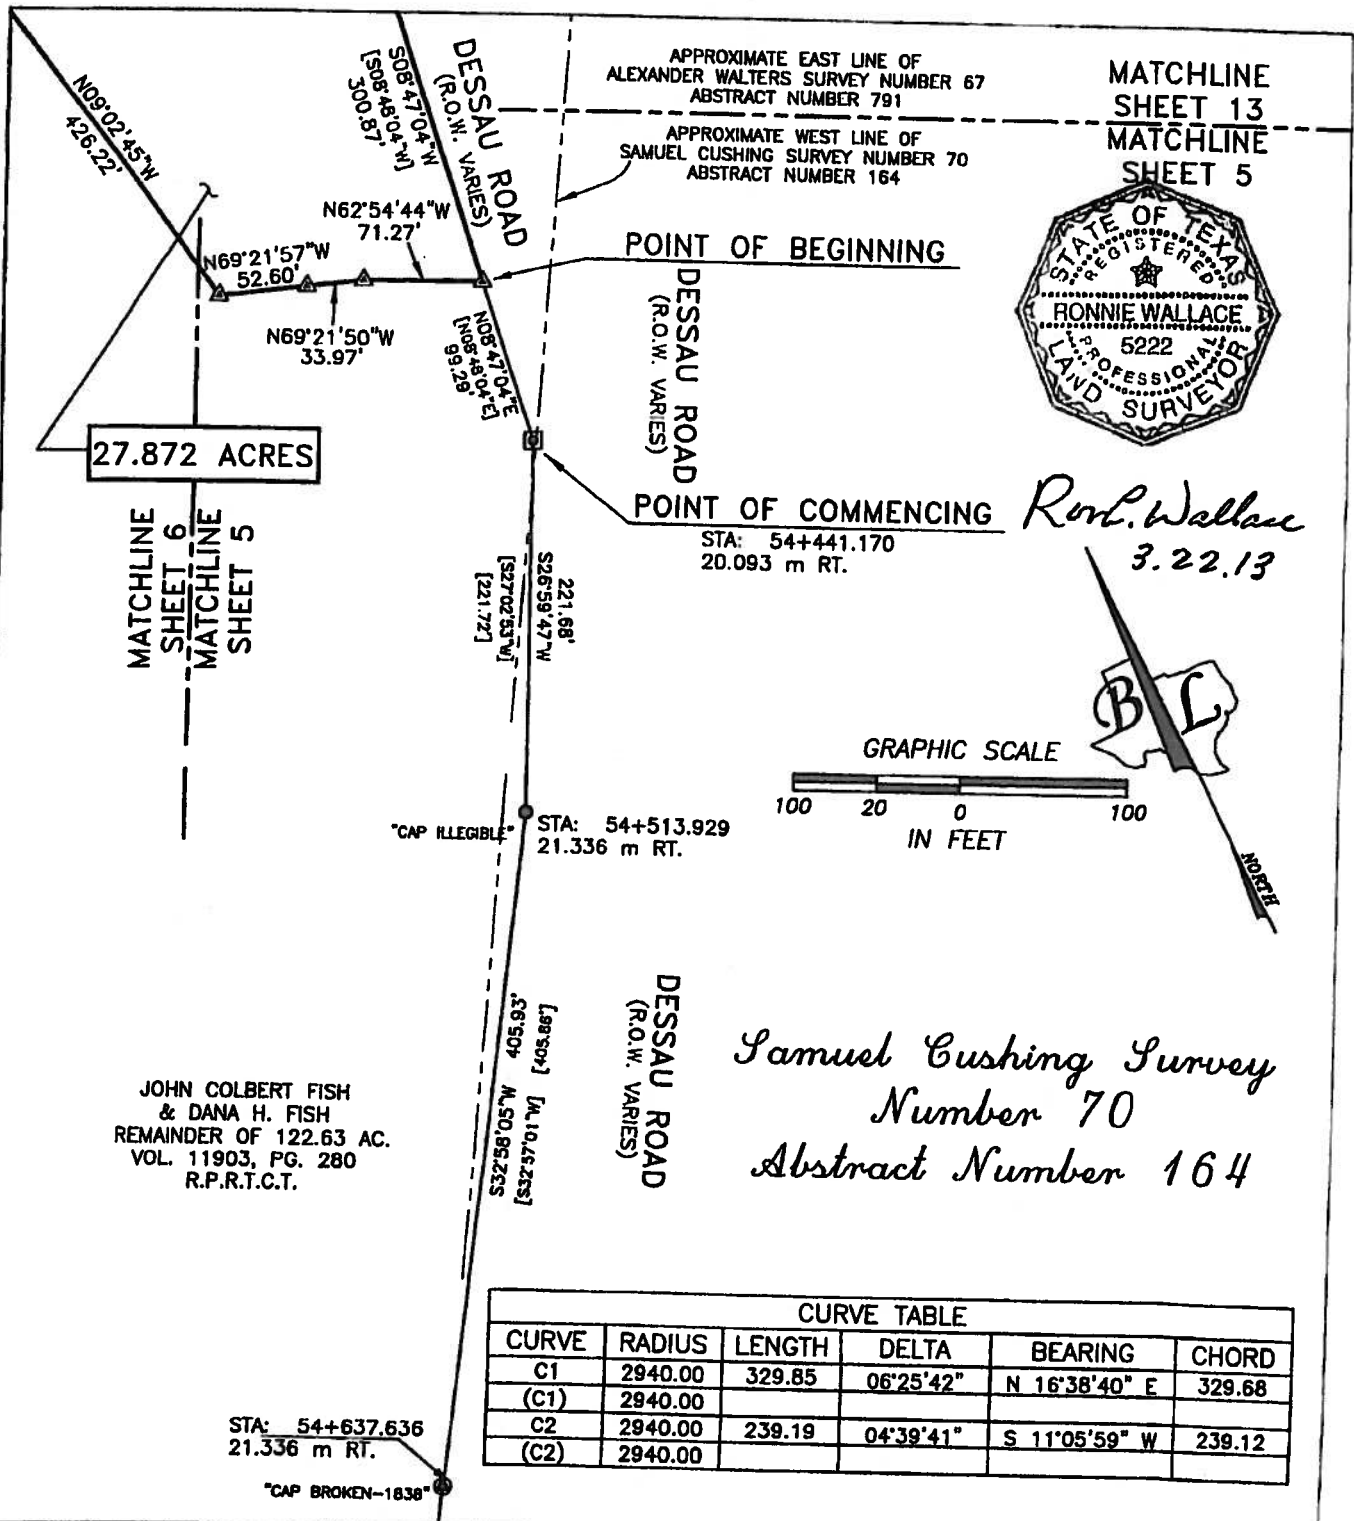 N09°02'45"W
426.22'
S08°47'04"W
[S08°48'04"W]
300.87'
DESSAU ROAD
(R.O.W. VARIES)
APPROXIMATE EAST LINE OF
ALEXANDER WALTERS SURVEY NUMBER 67
ABSTRACT NUMBER 791
APPROXIMATE WEST LINE OF
SAMUEL CUSHING SURVEY NUMBER 70
ABSTRACT NUMBER 164
MATCHLINE
SHEET 13
MATCHLINE
SHEET 5
STATE OF TEXAS
REGISTERED
RONNIE WALLACE
5222
PROFESSIONAL
LAND SURVEYOR
N62°54'44"W
71.27'
N69°21'57"W
52.60'
N69°21'50"W
33.97'
POINT OF BEGINNING
N08°47'04"E
[N08°48'04"E]
99.29'
DESSAU ROAD
(R.O.W. VARIES)
27.872 ACRES
POINT OF COMMENCING
STA: 54+441.170
20.093 m RT.
Ron. Wallace
3.22.13
MATCHLINE
SHEET 6
MATCHLINE
SHEET 5
221.68'
S26°59'47"W
[S27°02'53"W]
[221.72']
B L
NORTH
GRAPHIC SCALE
100 20 0 100
IN FEET
"CAP ILLEGIBLE"
STA: 54+513.929
21.336 m RT.
S32°58'05"W 405.93'
[S32°57'01"W] [405.86']
DESSAU ROAD
(R.O.W. VARIES)
Samuel Cushing Survey
Number 70
Abstract Number 164
JOHN COLBERT FISH
& DANA H. FISH
REMAINDER OF 122.63 AC.
VOL. 11903, PG. 280
R.P.R.T.C.T.
CURVE TABLE
CURVE RADIUS LENGTH DELTA BEARING CHORD
C1 2940.00 329.85 06°25'42" N 16°38'40" E 329.68
(C1) 2940.00
C2 2940.00 239.19 04°39'41" S 11°05'59" W 239.12
(C2) 2940.00
STA: 54+637.636
21.336 m RT.
"CAP BROKEN-1838"